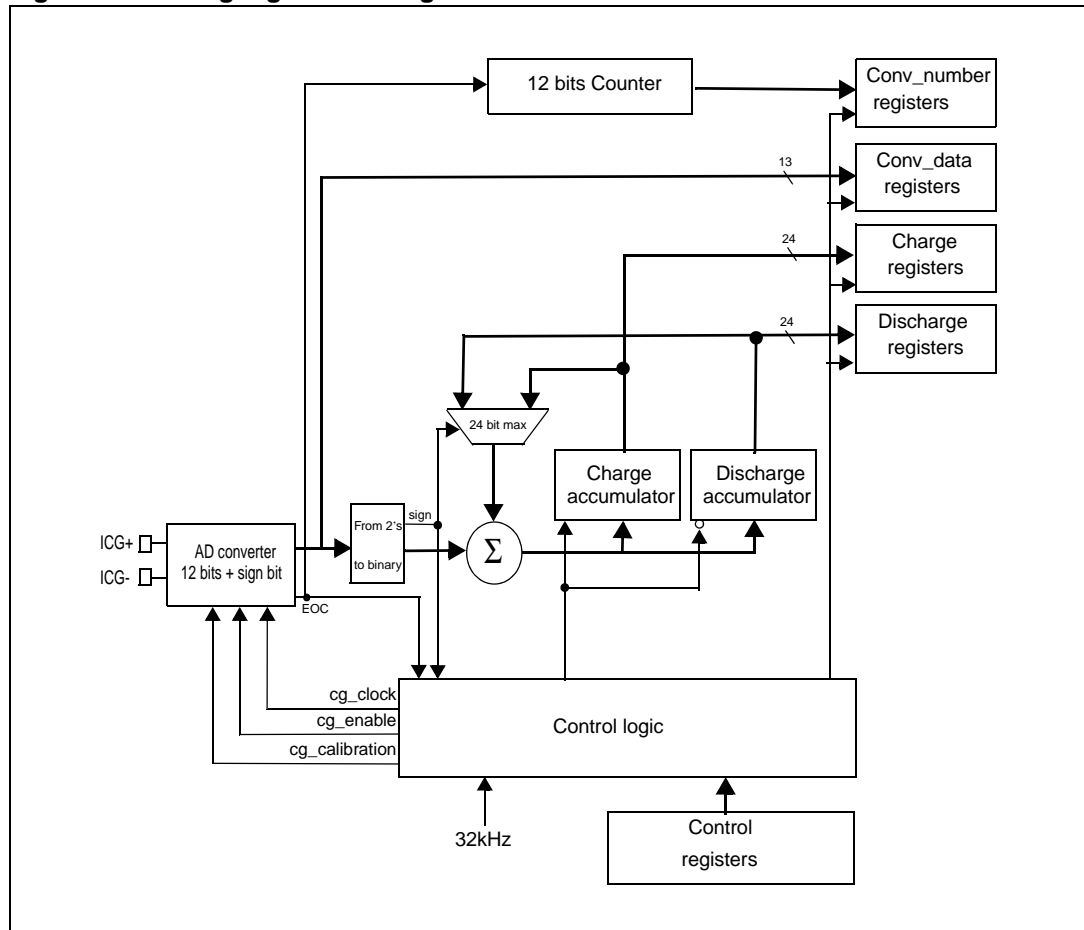 12 bits Counter
Conv_number
registers
13
Conv_data
registers
24
Charge
registers
24
Discharge
registers
24 bit max
Charge
accumulator
Discharge
accumulator
sign
From 2's
to binary
Σ
ICG+
ICG-
AD converter
12 bits + sign bit
EOC
cg_clock
cg_enable
cg_calibration
Control logic
32kHz
Control
registers